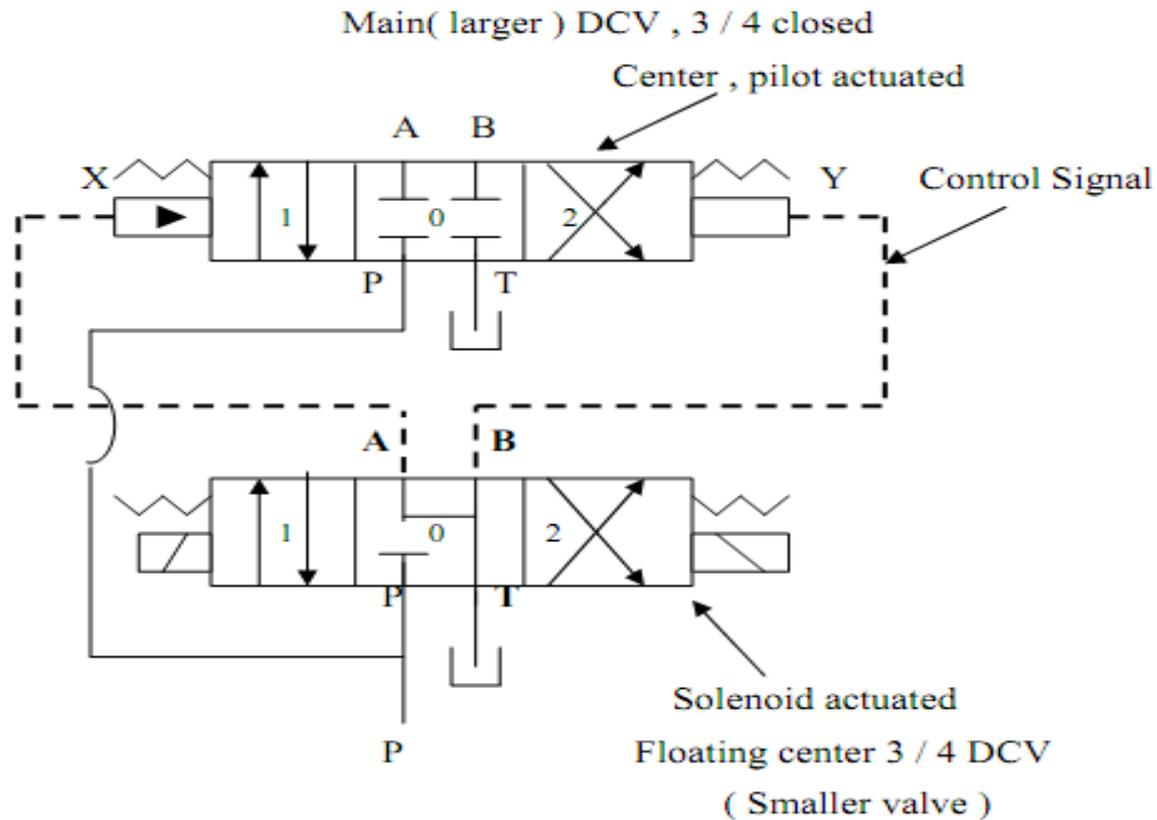 Main( larger ) DCV , 3 / 4 closed
Center , pilot actuated
A B
X Y Control Signal
1 0 2
P T
A B
1 0 2
P T
Solenoid actuated
P Floating center 3 / 4 DCV
( Smaller valve )